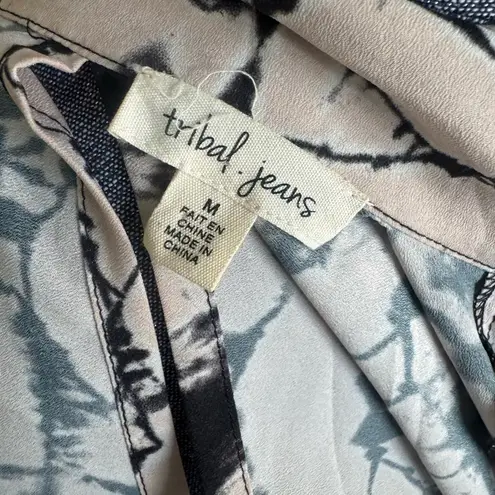 tribal.jeans
M
FAIT EN
CHINE
MADE IN
CHINA